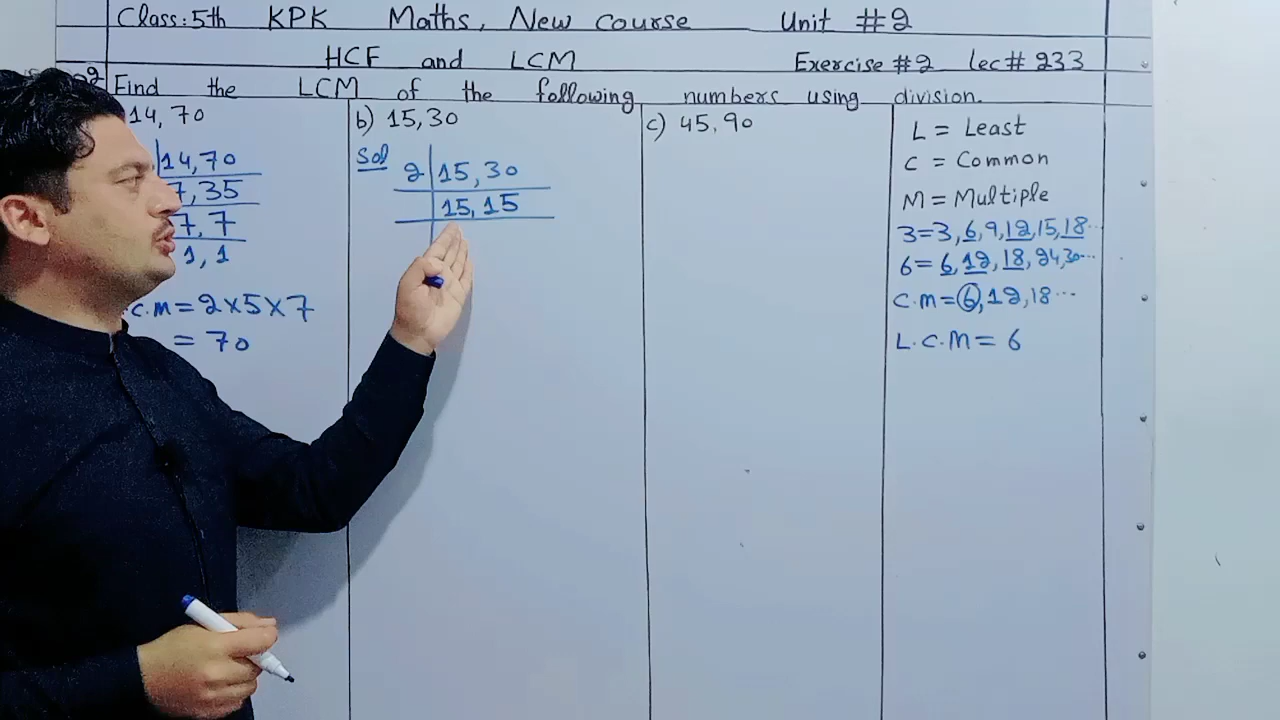 Class: 5th KPK Maths, New Course Unit #2
HCF and LCM Exercise #2 Lec# 233
Find the LCM of the following numbers using division.
14, 70
14, 70
7, 35
7, 7
1, 1
.C.M = 2×5×7
= 70
b) 15, 30
Sol
2 15, 30
15, 15
c) 45, 90
L = Least
C = Common
M = Multiple
3 = 3, 6, 9, 12, 15, 18...
6 = 6, 12, 18, 24, 30...
C.M = 6, 12, 18...
L.C.M = 6